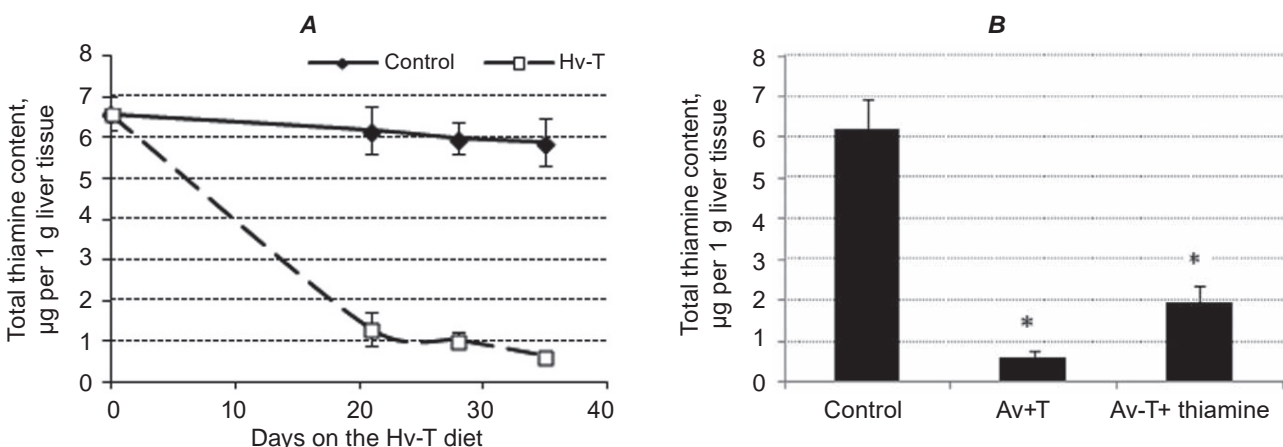 A
Total thiamine content,
µg per 1 g liver tissue
8
7
6
5
4
3
2
1
0
Control
Hv-T
0
10
20
30
40
Days on the Hv-T diet
B
Total thiamine content,
µg per 1 g liver tissue
8
7
6
5
4
3
2
1
0
*
*
Control
Av+T
Av-T+ thiamine